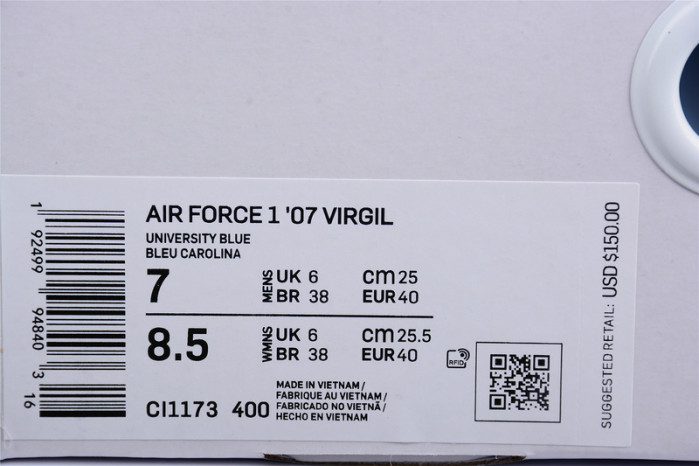 AIR FORCE 1 '07 VIRGIL
UNIVERSITY BLUE
BLEU CAROLINA
7 MENS UK 6 CM 25
BR 38 EUR 40
8.5 WMNS UK 6 CM 25.5
BR 38 EUR 40
RFID
CI1173 400
MADE IN VIETNAM /
FABRIQUE AU VIETNAM /
FABRICADO NO VIETNÃ /
HECHO EN VIETNAM
1 92499 94840 3 16
SUGGESTED RETAIL: USD $150.00